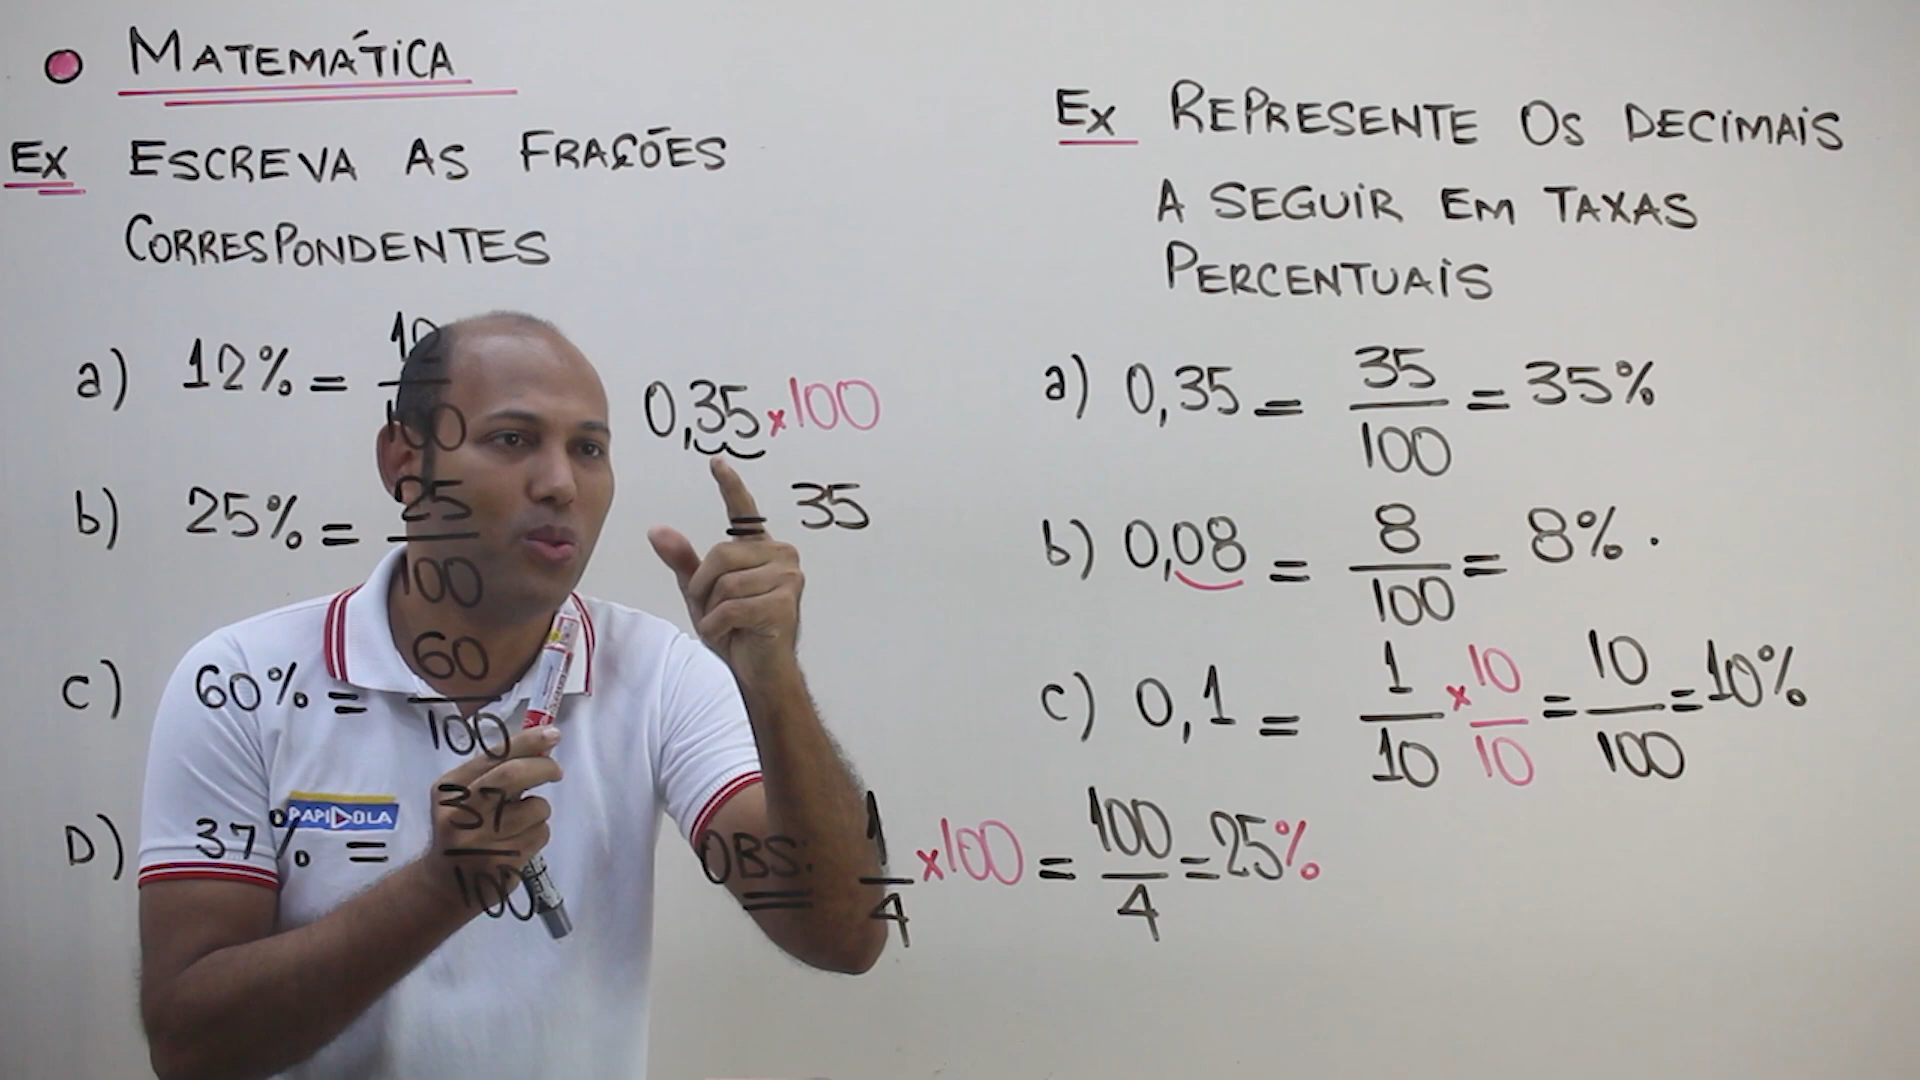 MATEMÁTICA
Ex ESCREVA AS FRAÇÕES
CORRESPONDENTES
a) 12% = 12/100
b) 25% = 25/100
c) 60% = 60/100
D) 37% = 37/100
0,35 x 100
= 35
PAPIDOLA
OBS: 1/4 x 100 = 100/4 = 25%
Ex REPRESENTE OS DECIMAIS
A SEGUIR EM TAXAS
PERCENTUAIS
a) 0,35 = 35/100 = 35%
b) 0,08 = 8/100 = 8% .
c) 0,1 = 1/10 x 10/10 = 10/100 = 10%